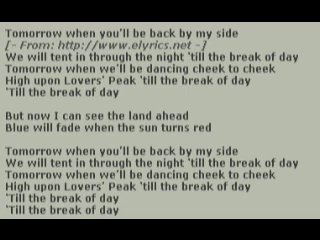 Tomorrow when you'll be back by my side
[- From: http://www.elyrics.net -]
We will tent in through the night 'till the break of day
Tomorrow when we'll be dancing cheek to cheek
High upon Lovers' Peak 'till the break of day
'Till the break of day
But now I can see the land ahead
Blue will fade when the sun turns red
Tomorrow when you'll be back by my side
We will tent in through the night 'till the break of day
Tomorrow when we'll be dancing cheek to cheek
High upon Lovers' Peak 'till the break of day
'Till the break of day
'Till the break of day